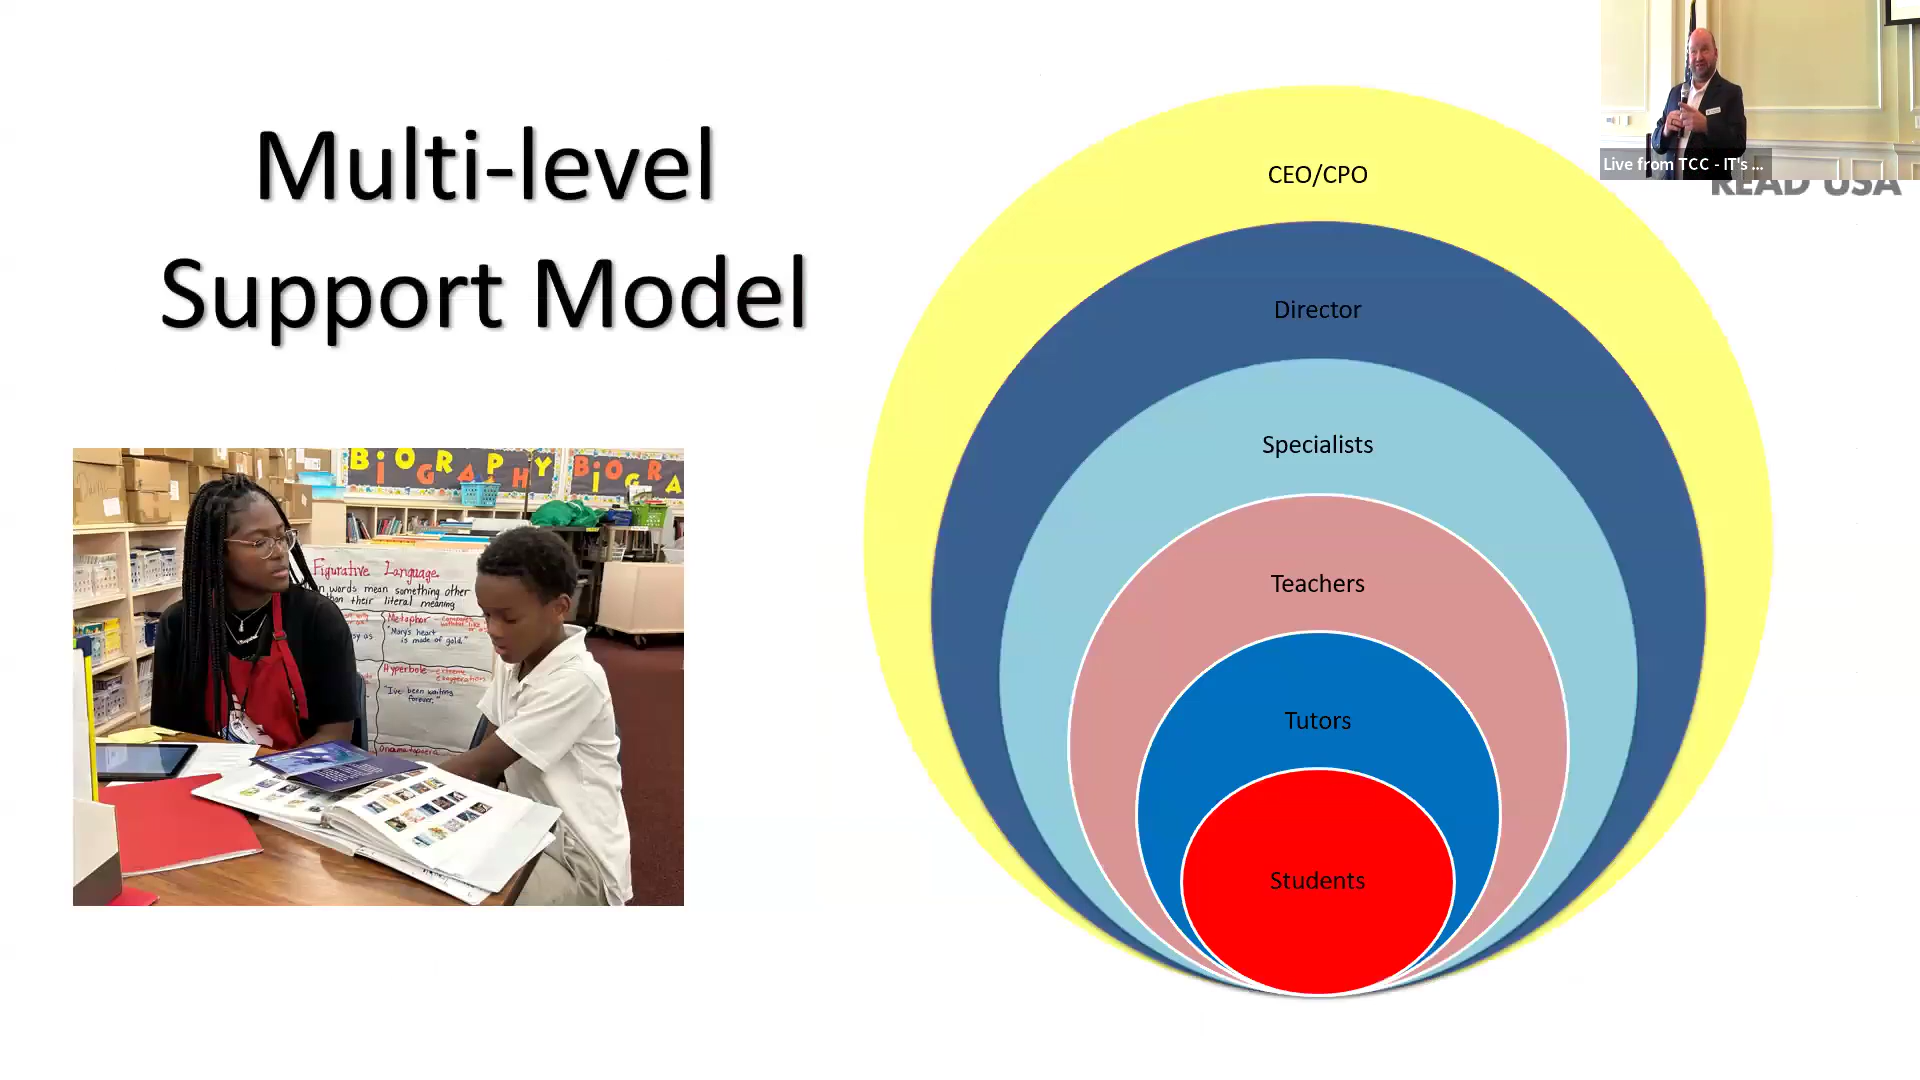 Multi-level
Support Model
CEO/CPO
Director
Specialists
Teachers
Tutors
Students
Live from TCC - IT's ...
READ USA
BiOGRAPHY
BiOGRA
Figurative Language
words mean something other
their literal meaning
Metaphor
"Mary's heart
is made of gold."
Hyperbole - extreme
exaggerations
"I've been waiting
forever."
Onomatopoeia